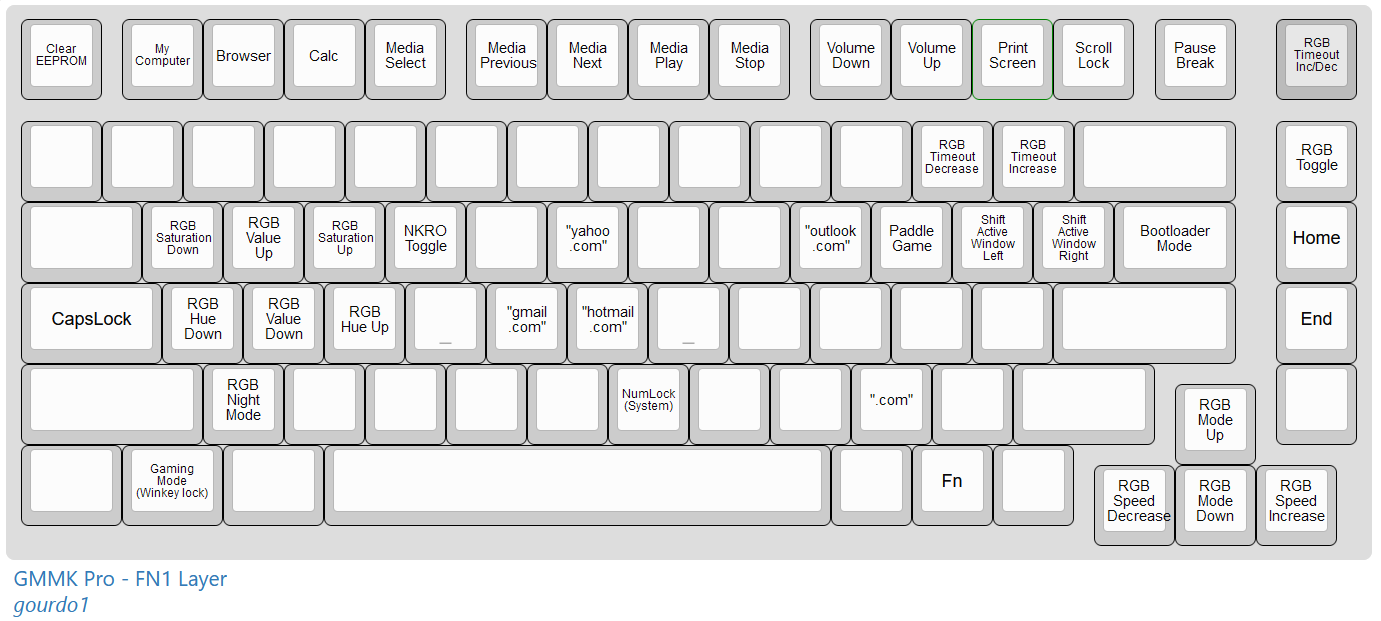 Clear EEPROM
My Computer
Browser
Calc
Media Select
Media Previous
Media Next
Media Play
Media Stop
Volume Down
Volume Up
Print Screen
Scroll Lock
Pause Break
RGB Timeout Inc/Dec
RGB Timeout Decrease
RGB Timeout Increase
RGB Toggle
RGB Saturation Down
RGB Value Up
RGB Saturation Up
NKRO Toggle
"yahoo .com"
"outlook .com"
Paddle Game
Shift Active Window Left
Shift Active Window Right
Bootloader Mode
Home
CapsLock
RGB Hue Down
RGB Value Down
RGB Hue Up
_
"gmail .com"
"hotmail .com"
_
End
RGB Night Mode
NumLock (System)
".com"
RGB Mode Up
Gaming Mode (Winkey lock)
Fn
RGB Speed Decrease
RGB Mode Down
RGB Speed Increase
GMMK Pro - FN1 Layer
gourdo1